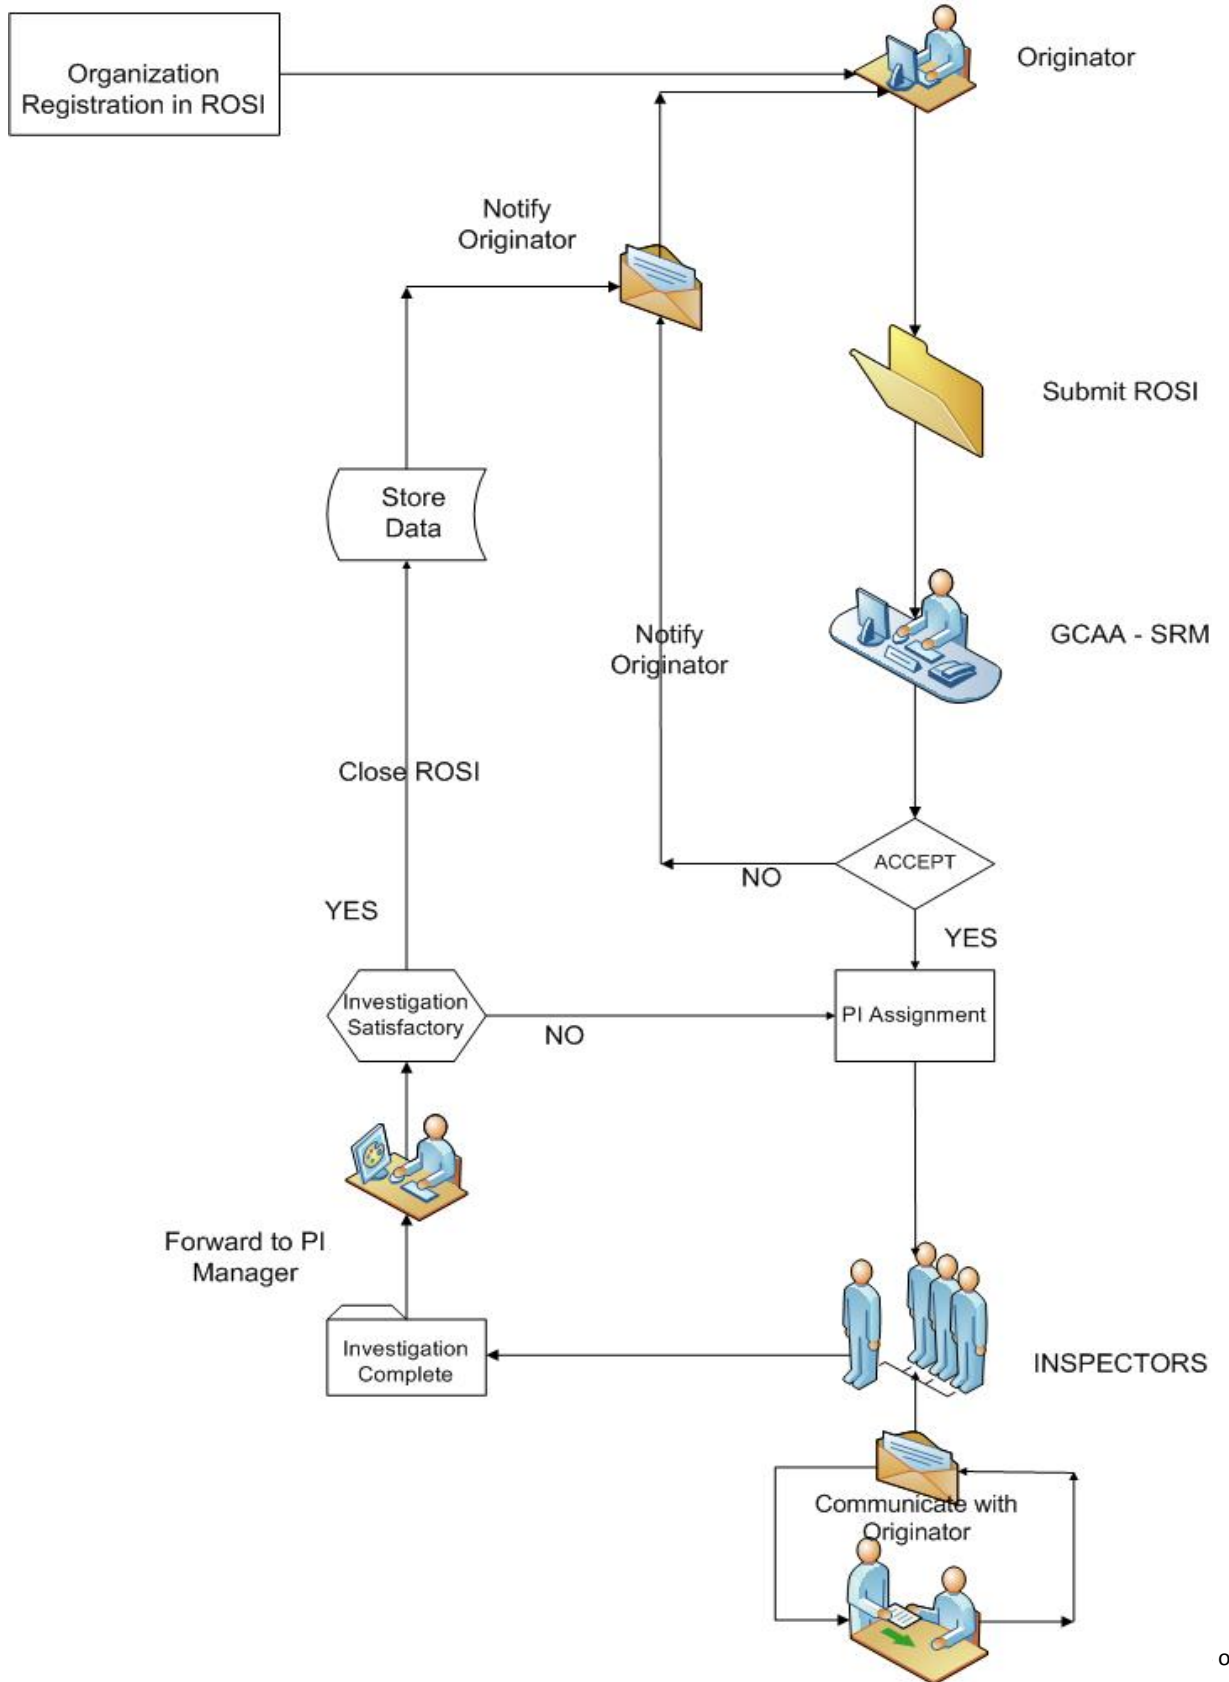 Organization
Registration in ROSI
Originator
Notify
Originator
Submit ROSI
Store
Data
Notify
Originator
GCAA - SRM
Close ROSI
ACCEPT
NO
YES
YES
Investigation
Satisfactory
NO
PI Assignment
Forward to PI
Manager
Investigation
Complete
INSPECTORS
Communicate with
Originator
o